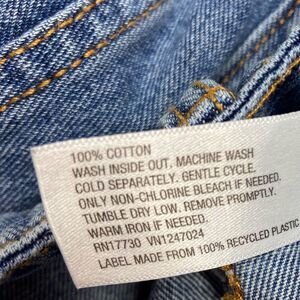 100% COTTON
WASH INSIDE OUT, MACHINE WASH
COLD SEPARATELY. GENTLE CYCLE.
ONLY NON-CHLORINE BLEACH IF NEEDED.
TUMBLE DRY LOW. REMOVE PROMPTLY.
WARM IRON IF NEEDED.
RN17730 VN1247024
LABEL MADE FROM 100% RECYCLED PLASTIC